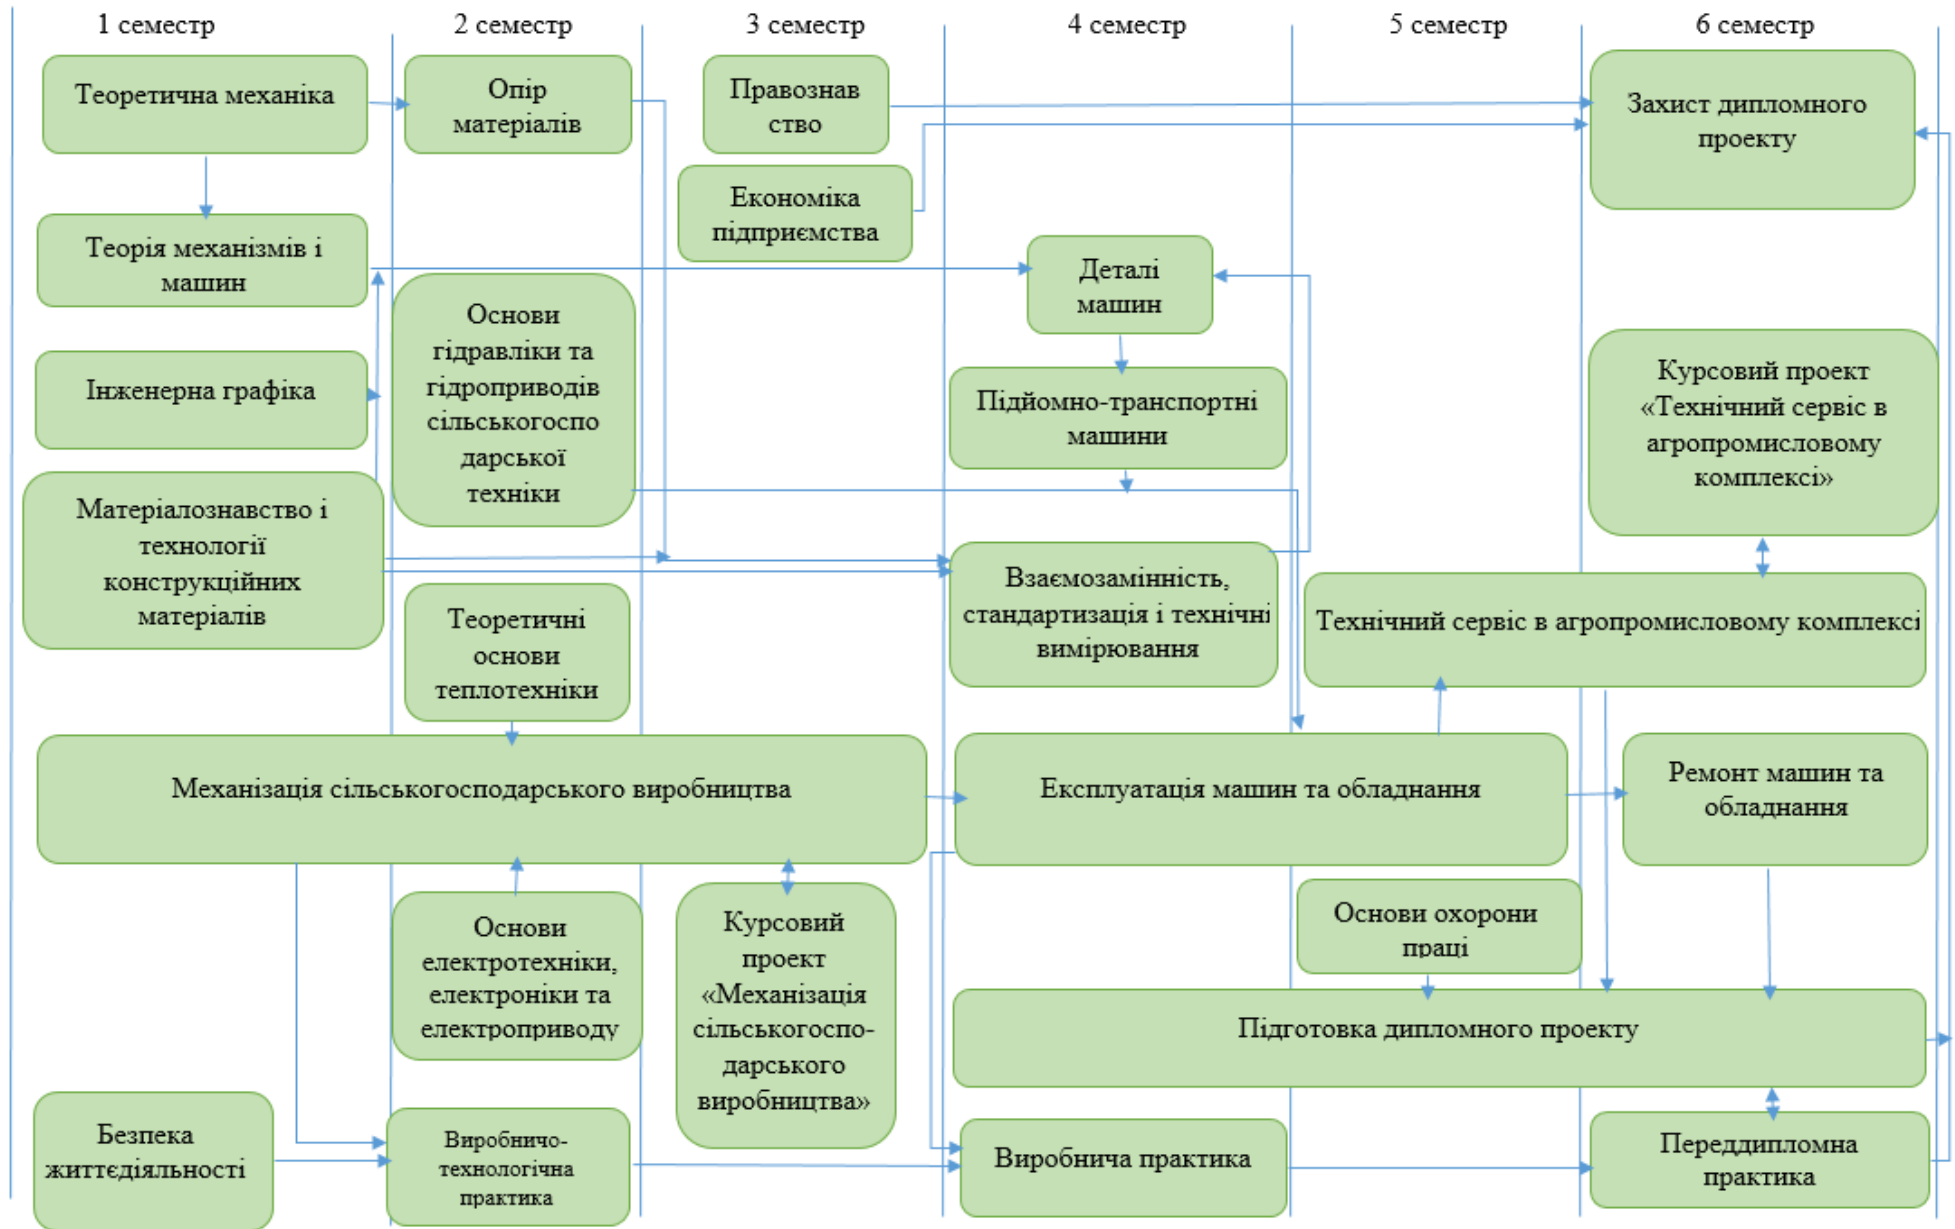 1 семестр
2 семестр
3 семестр
4 семестр
5 семестр
6 семестр
Теоретична механіка
Опір
матеріалів
Правознав
ство
Захист дипломного
проекту
Економіка
підприємства
Теорія механізмів і
машин
Деталі
машин
Основи
гідравліки та
гідроприводів
сільськогоспо
дарської
техніки
Інженерна графіка
Підйомно-транспортні
машини
Курсовий проект
«Технічний сервіс в
агропромисловому
комплексі»
Матеріалознавство і
технології
конструкційних
матеріалів
Теоретичні
основи
теплотехніки
Взаємозамінність,
стандартизація і технічні
вимірювання
Технічний сервіс в агропромисловому комплексі
Механізація сільськогосподарського виробництва
Експлуатація машин та обладнання
Ремонт машин та
обладнання
Основи
електротехніки,
електроніки та
електроприводу
Курсовий
проект
«Механізація
сільськогоспо-
дарського
виробництва»
Основи охорони
праці
Підготовка дипломного проекту
Безпека
життєдіяльності
Виробничо-
технологічна
практика
Виробнича практика
Переддипломна
практика